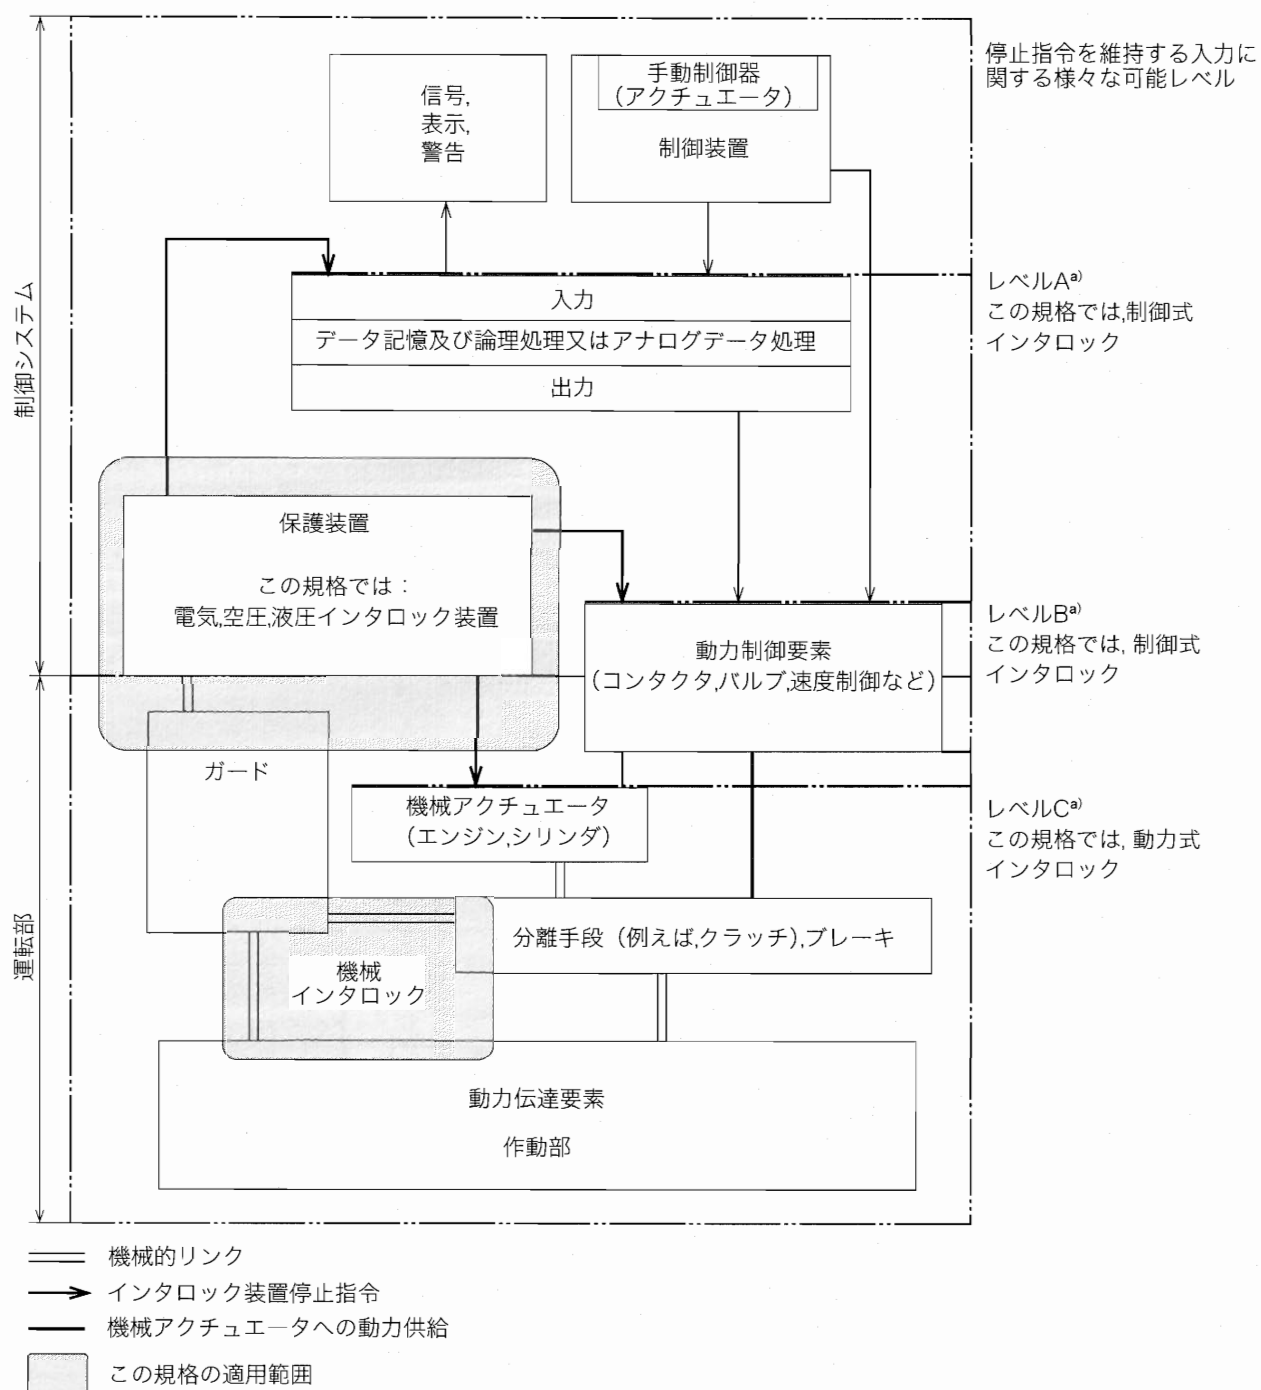 停止指令を維持する入力に
関する様々な可能レベル
手動制御器
(アクチュエータ)
信号,
表示,
警告
制御装置
制御システム
レベルAa)
この規格では,制御式
インタロック
入力
データ記憶及び論理処理又はアナログデータ処理
出力
保護装置
この規格では:
電気,空圧,液圧インタロック装置
レベルBa)
この規格では, 制御式
インタロック
動力制御要素
(コンタクタ,バルブ,速度制御など)
ガード
機械アクチュエータ
(エンジン,シリンダ)
レベルCa)
この規格では, 動力式
インタロック
運転部
分離手段(例えば,クラッチ),ブレーキ
機械
インタロック
動力伝達要素
作動部
機械的リンク
インタロック装置停止指令
機械アクチュエータへの動力供給
この規格の適用範囲